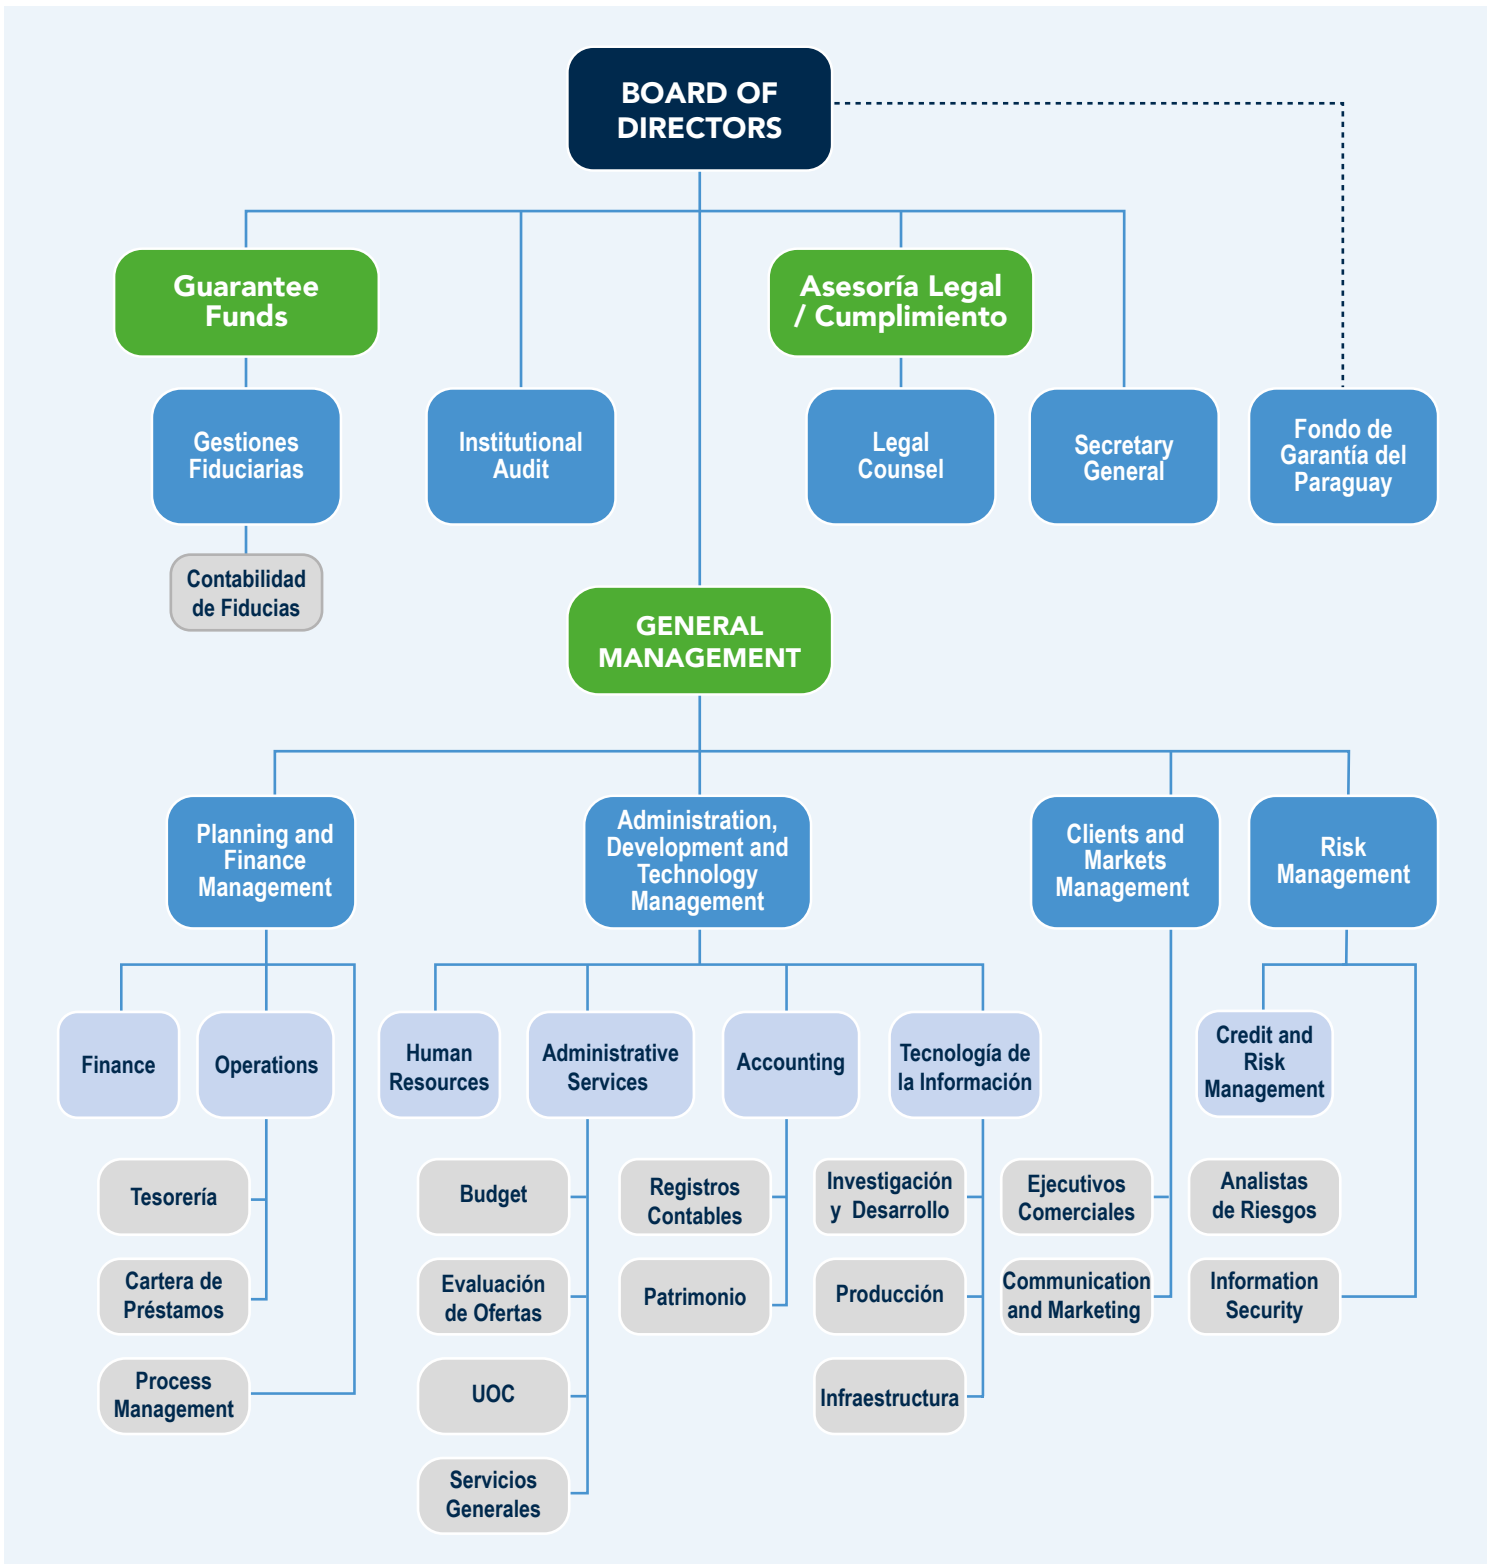 BOARD OF
DIRECTORS
Guarantee
Funds
Asesoría Legal
/ Cumplimiento
Gestiones
Fiduciarias
Institutional
Audit
Legal
Counsel
Secretary
General
Fondo de
Garantía del
Paraguay
Contabilidad
de Fiducias
GENERAL
MANAGEMENT
Planning and
Finance
Management
Administration,
Development and
Technology
Management
Clients and
Markets
Management
Risk
Management
Finance
Operations
Human
Resources
Administrative
Services
Accounting
Tecnología de
la Información
Credit and
Risk
Management
Tesorería
Budget
Registros
Contables
Investigación
y Desarrollo
Ejecutivos
Comerciales
Analistas
de Riesgos
Cartera de
Préstamos
Evaluación
de Ofertas
Patrimonio
Producción
Communication
and Marketing
Information
Security
Process
Management
UOC
Infraestructura
Servicios
Generales